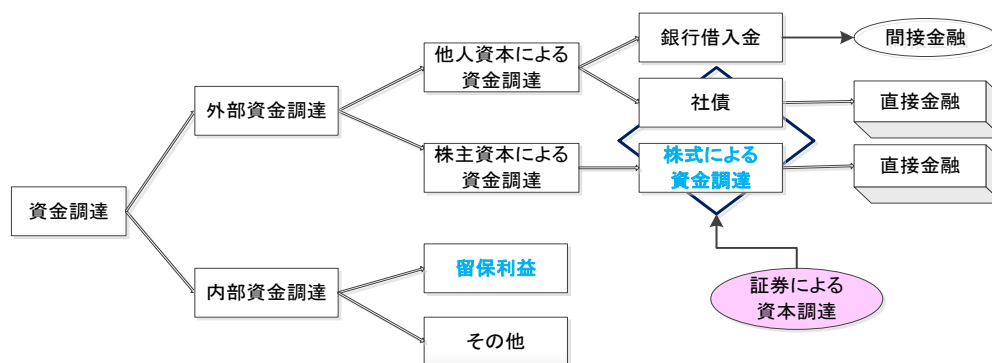 銀行借入金
間接金融
他人資本による
資金調達
社債
直接金融
外部資金調達
株主資本による
資金調達
株式による
資金調達
直接金融
資金調達
留保利益
内部資金調達
証券による
資本調達
その他